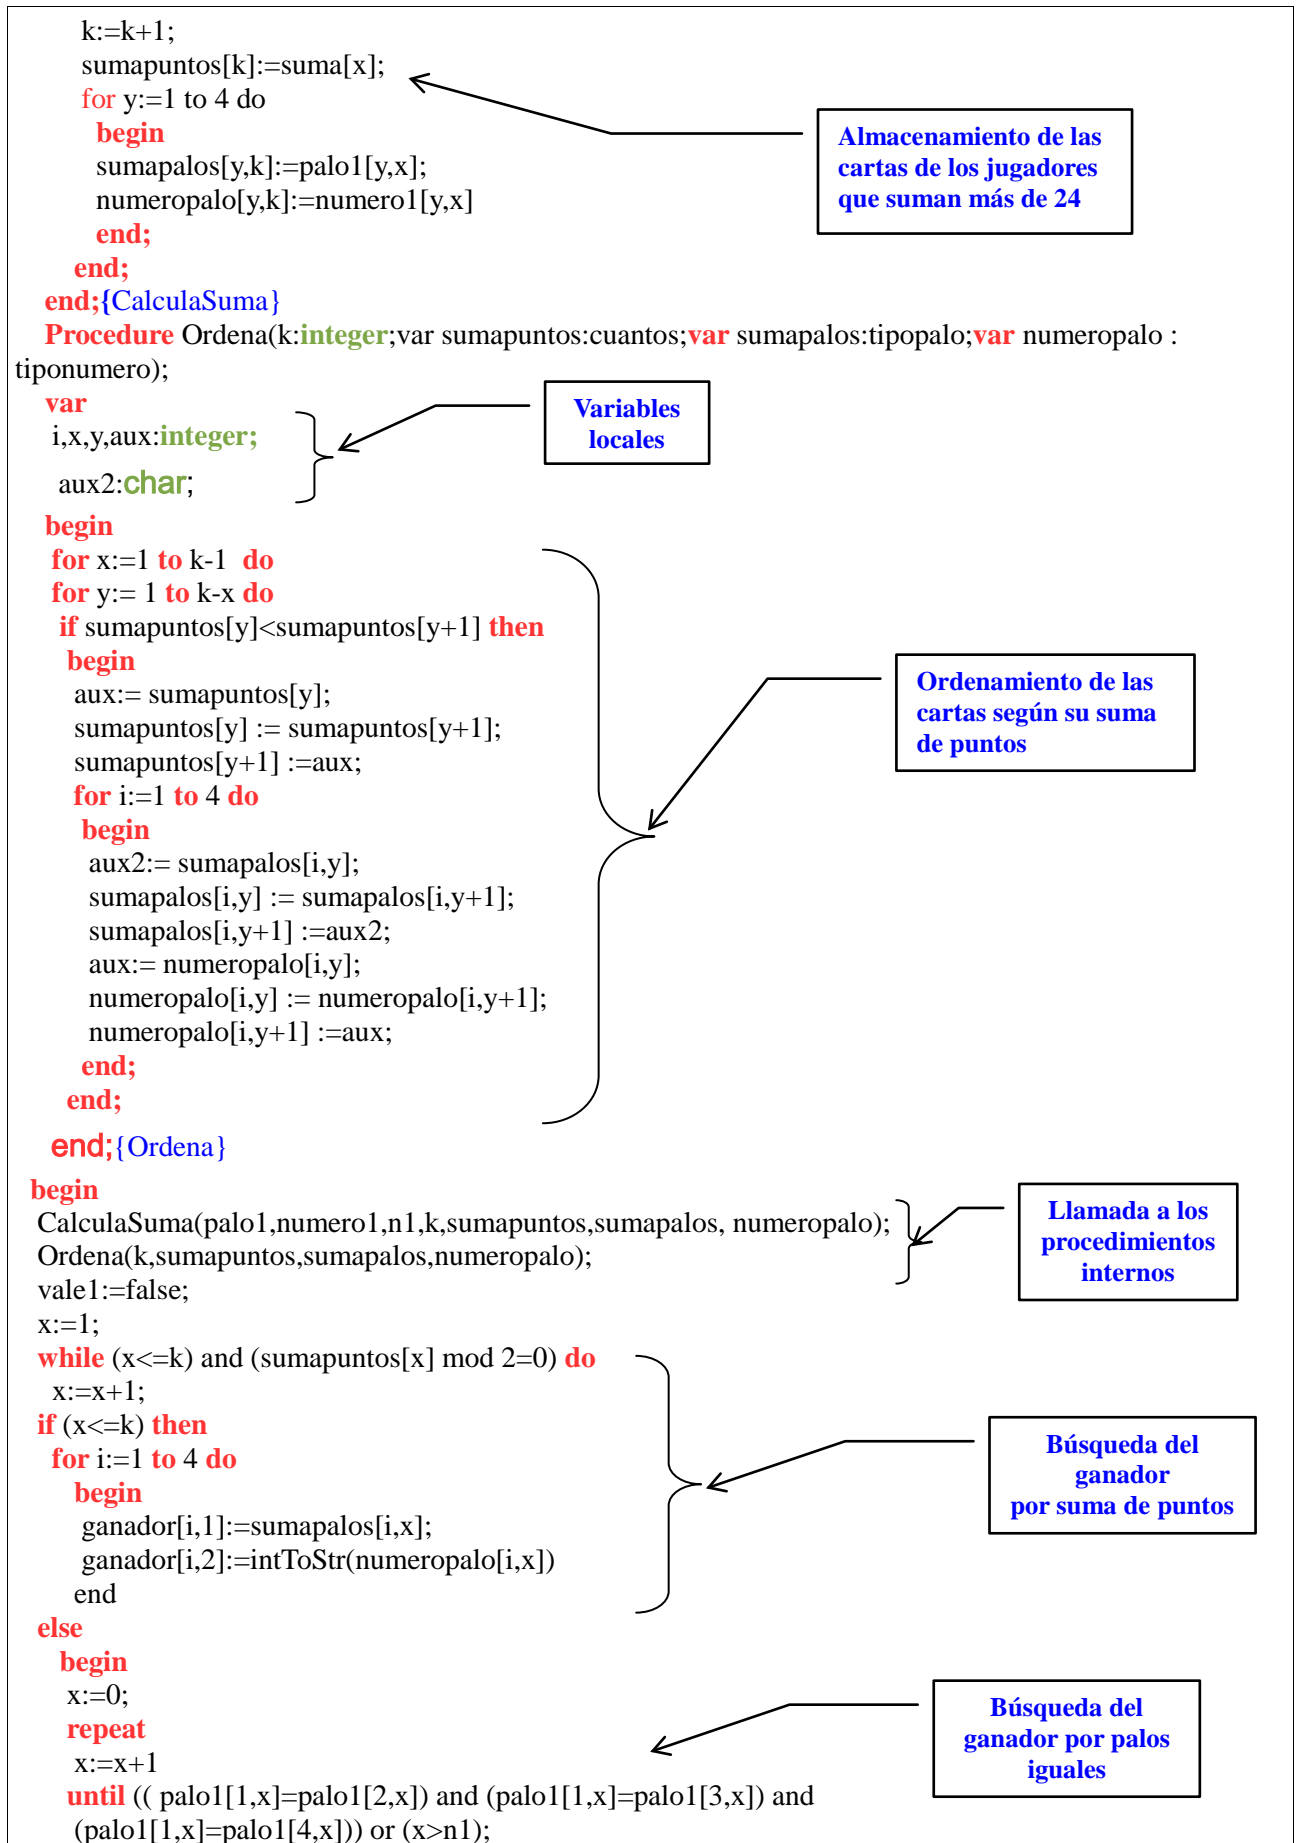 k:=k+1;
sumapuntos[k]:=suma[x];
for y:=1 to 4 do
begin
sumapalos[y,k]:=palo1[y,x];
numeropalo[y,k]:=numero1[y,x]
end;
end;
end;{CalculaSuma}
Almacenamiento de las
cartas de los jugadores
que suman más de 24
Procedure Ordena(k:integer;var sumapuntos:cuantos;var sumapalos:tipopalo;var numeropalo :
tiponumero);
var
i,x,y,aux:integer;
aux2:char;
Variables
locales
begin
for x:=1 to k-1 do
for y:= 1 to k-x do
if sumapuntos[y]<sumapuntos[y+1] then
begin
aux:= sumapuntos[y];
sumapuntos[y] := sumapuntos[y+1];
sumapuntos[y+1] :=aux;
for i:=1 to 4 do
begin
aux2:= sumapalos[i,y];
sumapalos[i,y] := sumapalos[i,y+1];
sumapalos[i,y+1] :=aux2;
aux:= numeropalo[i,y];
numeropalo[i,y] := numeropalo[i,y+1];
numeropalo[i,y+1] :=aux;
end;
end;
end;{Ordena}
Ordenamiento de las
cartas según su suma
de puntos
begin
CalculaSuma(palo1,numero1,n1,k,sumapuntos,sumapalos, numeropalo);
Ordena(k,sumapuntos,sumapalos,numeropalo);
Llamada a los
procedimientos
internos
vale1:=false;
x:=1;
while (x<=k) and (sumapuntos[x] mod 2=0) do
x:=x+1;
if (x<=k) then
for i:=1 to 4 do
begin
ganador[i,1]:=sumapalos[i,x];
ganador[i,2]:=intToStr(numeropalo[i,x])
end
Búsqueda del
ganador
por suma de puntos
else
begin
x:=0;
repeat
x:=x+1
until (( palo1[1,x]=palo1[2,x]) and (palo1[1,x]=palo1[3,x]) and
(palo1[1,x]=palo1[4,x])) or (x>n1);
Búsqueda del
ganador por palos
iguales